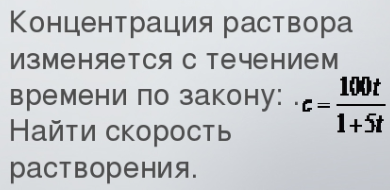 Концентрация раствора
изменяется с течением
времени по закону: . c = 100t / 1+5t
Найти скорость
растворения.